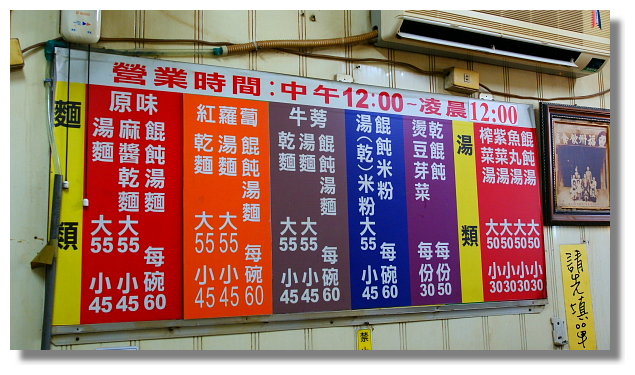 營業時間:中午12:00~凌晨12:00
麵類
原味
湯麵 大55 小45
麻醬乾麵 大55 小45
餛飩湯麵 每碗60
紅蘿蔔
乾麵 大55 小45
湯麵 大55 小45
餛飩湯麵 每碗60
牛蒡
乾麵 大55 小45
湯麵 大55 小45
餛飩湯麵 每碗60
湯(乾)米粉 大55 小45
餛飩米粉 每碗60
燙豆芽菜 每份30
乾餛飩 每份50
湯類
榨菜湯 大50 小30
紫菜湯 大50 小30
魚丸湯 大50 小30
餛飩湯 大50 小30
請先填單
禁